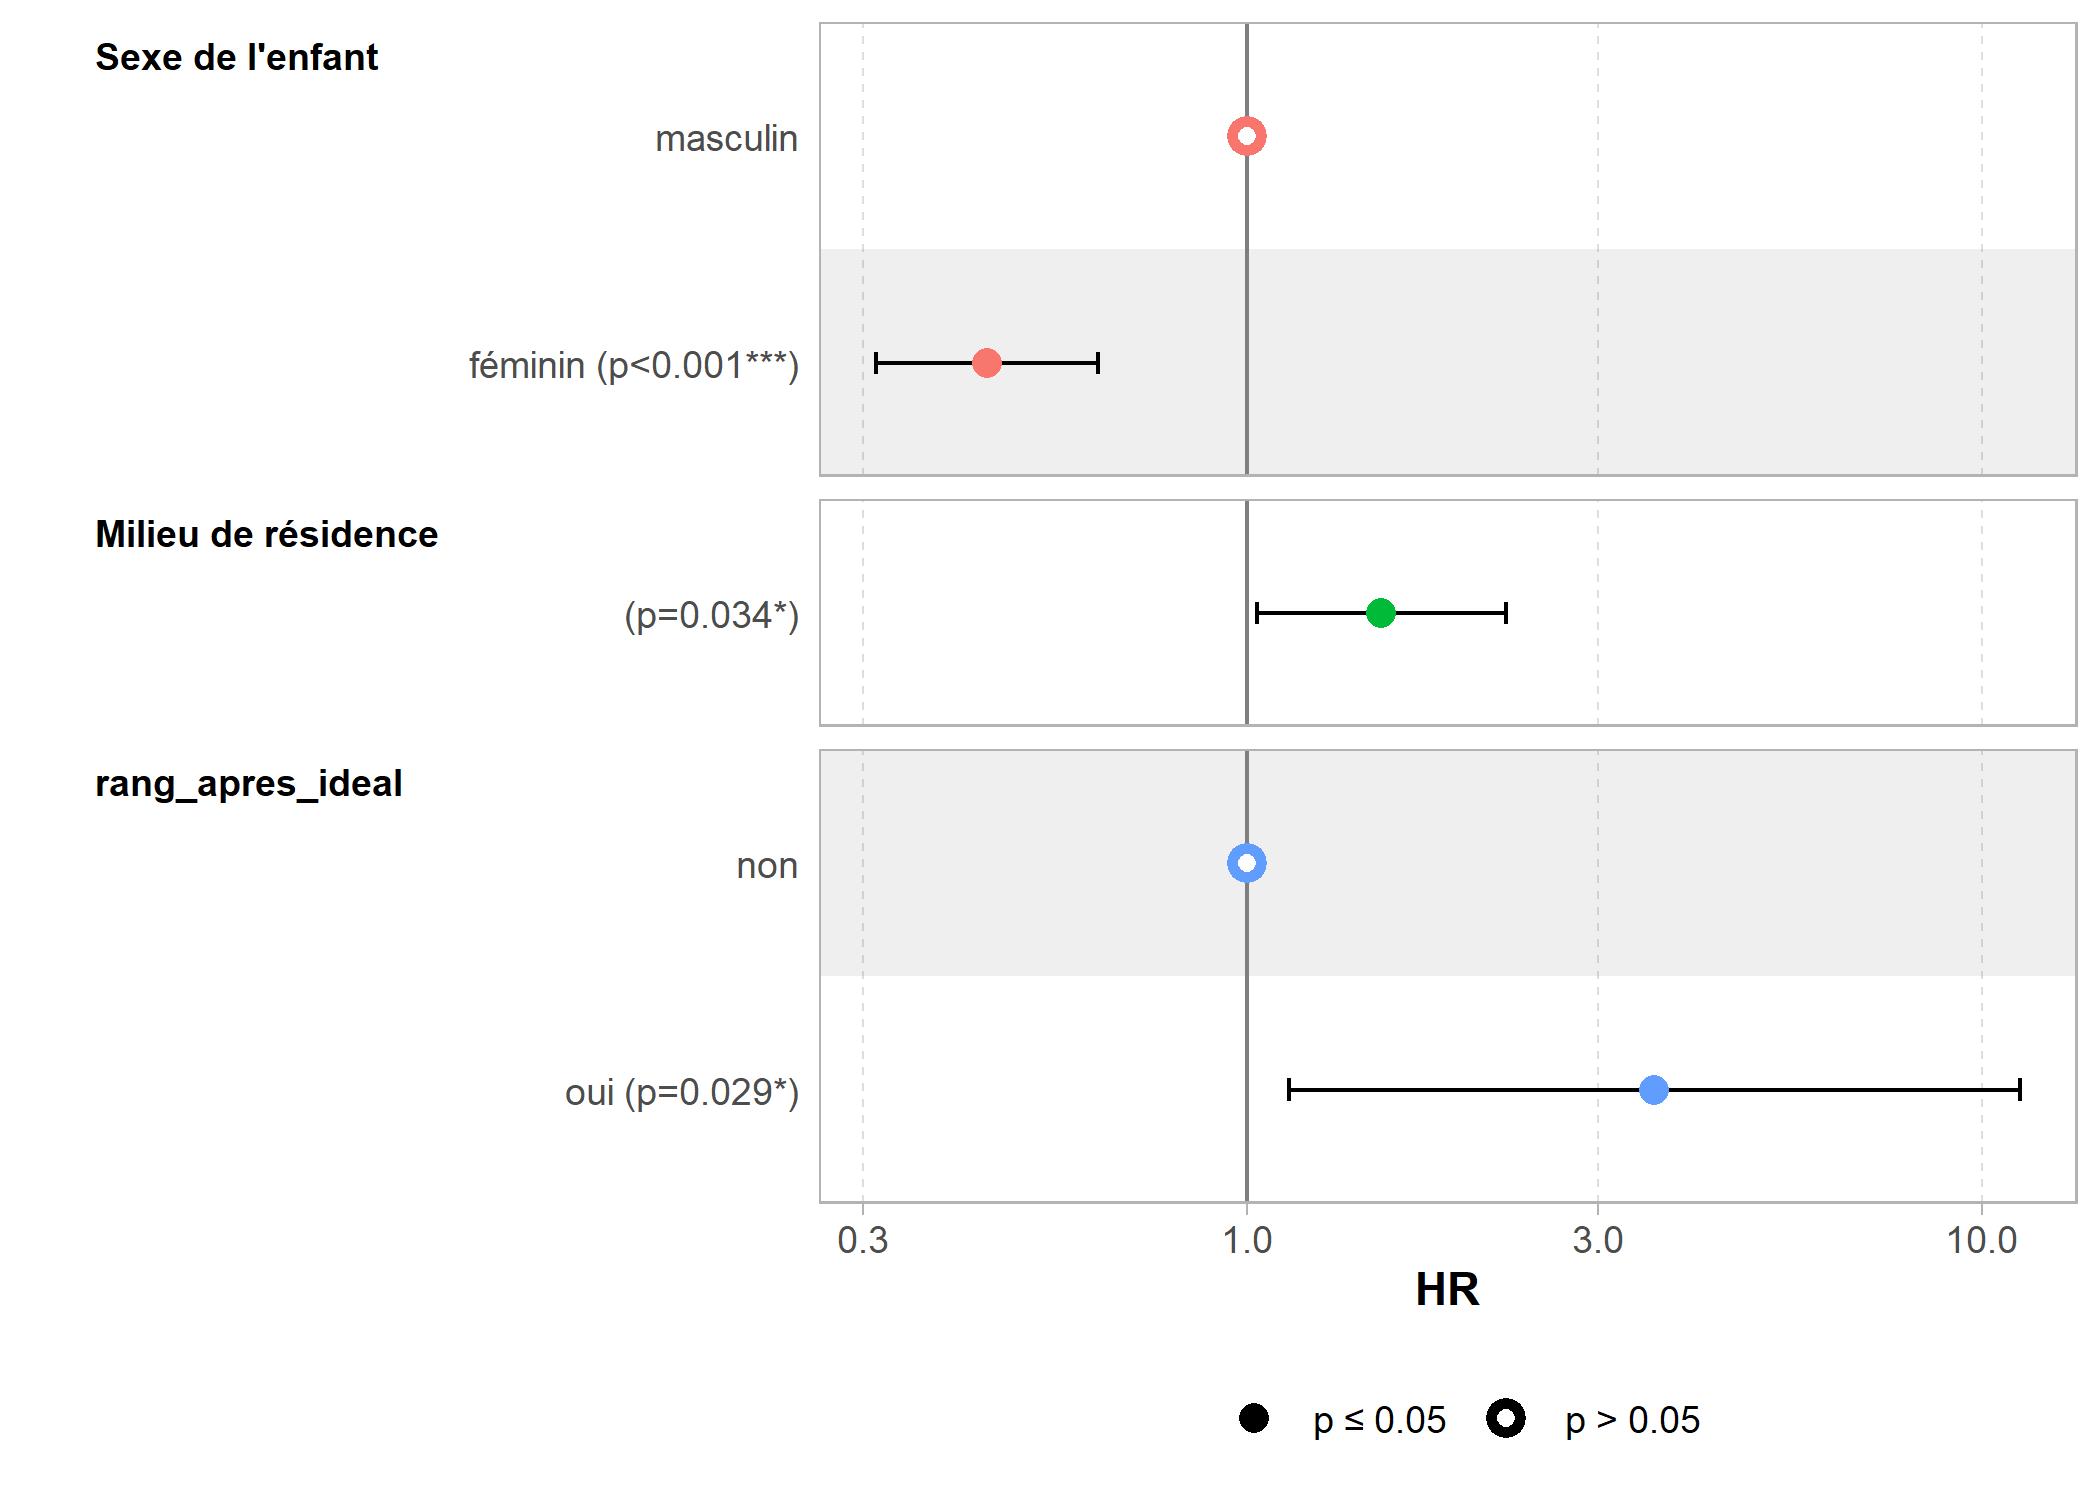 Sexe de l'enfant
masculin
féminin (p<0.001***)
Milieu de résidence
(p=0.034*)
rang_apres_ideal
non
oui (p=0.029*)
0.3 1.0 3.0 10.0
HR
p ≤ 0.05 p > 0.05